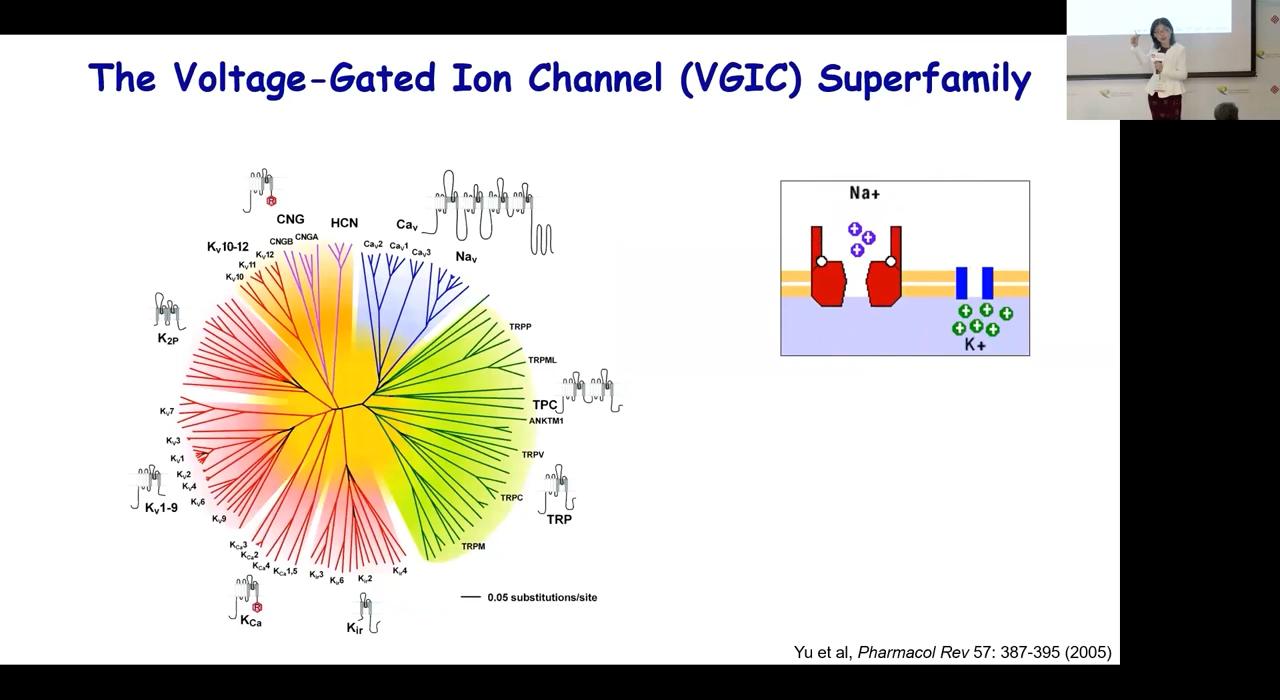 The Voltage-Gated Ion Channel (VGIC) Superfamily
R
CNG
HCN
Cav
CNGB
CNGA
Cav2
Cav1
Cav3
Nav
Kv10-12
Kv12
Kv11
Kv10
K2P
TRPP
TRPML
TPC
ANKTM1
Kv7
Kv3
Kv1
Kv2
Kv4
Kv6
Kv9
Kv1-9
TRPV
TRPC
TRP
TRPM
KCa3
KCa2
KCa4
KCa1,5
Kir3
Kir6
Kir2
Kv4
R
KCa
Kir
0.05 substitutions/site
Na+
+ + +
+ + +
+ + +
K+
Yu et al, Pharmacol Rev 57: 387-395 (2005)